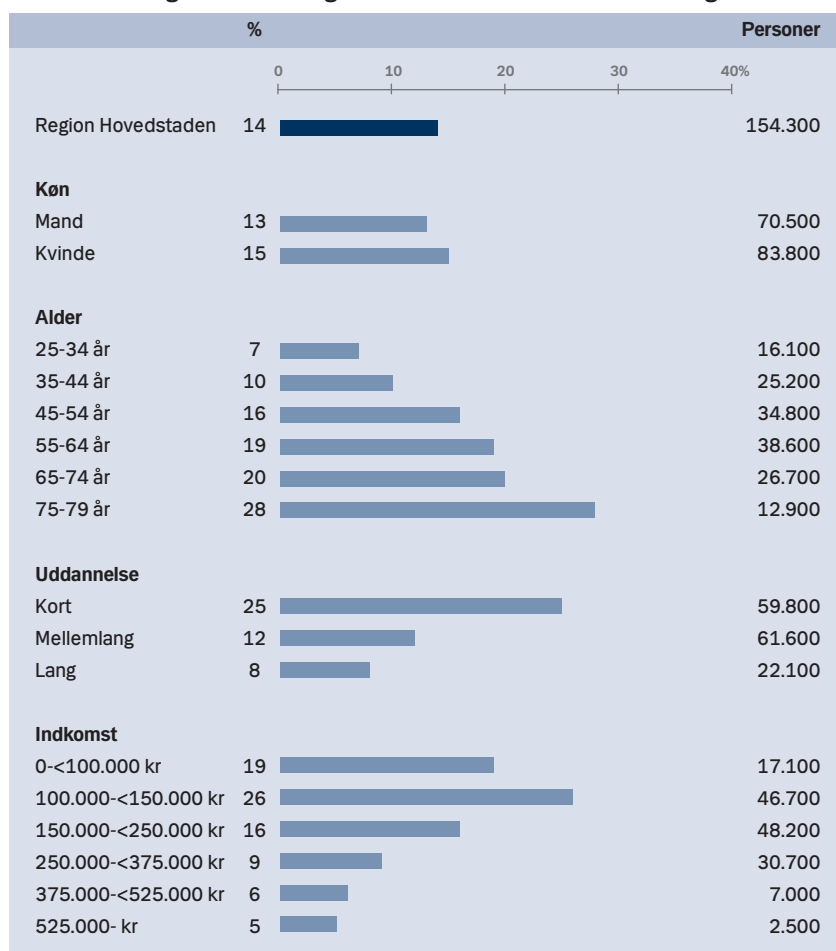 % Personer
0 10 20 30 40%
Region Hovedstaden 14 154.300
Køn
Mand 13 70.500
Kvinde 15 83.800
Alder
25-34 år 7 16.100
35-44 år 10 25.200
45-54 år 16 34.800
55-64 år 19 38.600
65-74 år 20 26.700
75-79 år 28 12.900
Uddannelse
Kort 25 59.800
Mellemlang 12 61.600
Lang 8 22.100
Indkomst
0-<100.000 kr 19 17.100
100.000-<150.000 kr 26 46.700
150.000-<250.000 kr 16 48.200
250.000-<375.000 kr 9 30.700
375.000-<525.000 kr 6 7.000
525.000- kr 5 2.500